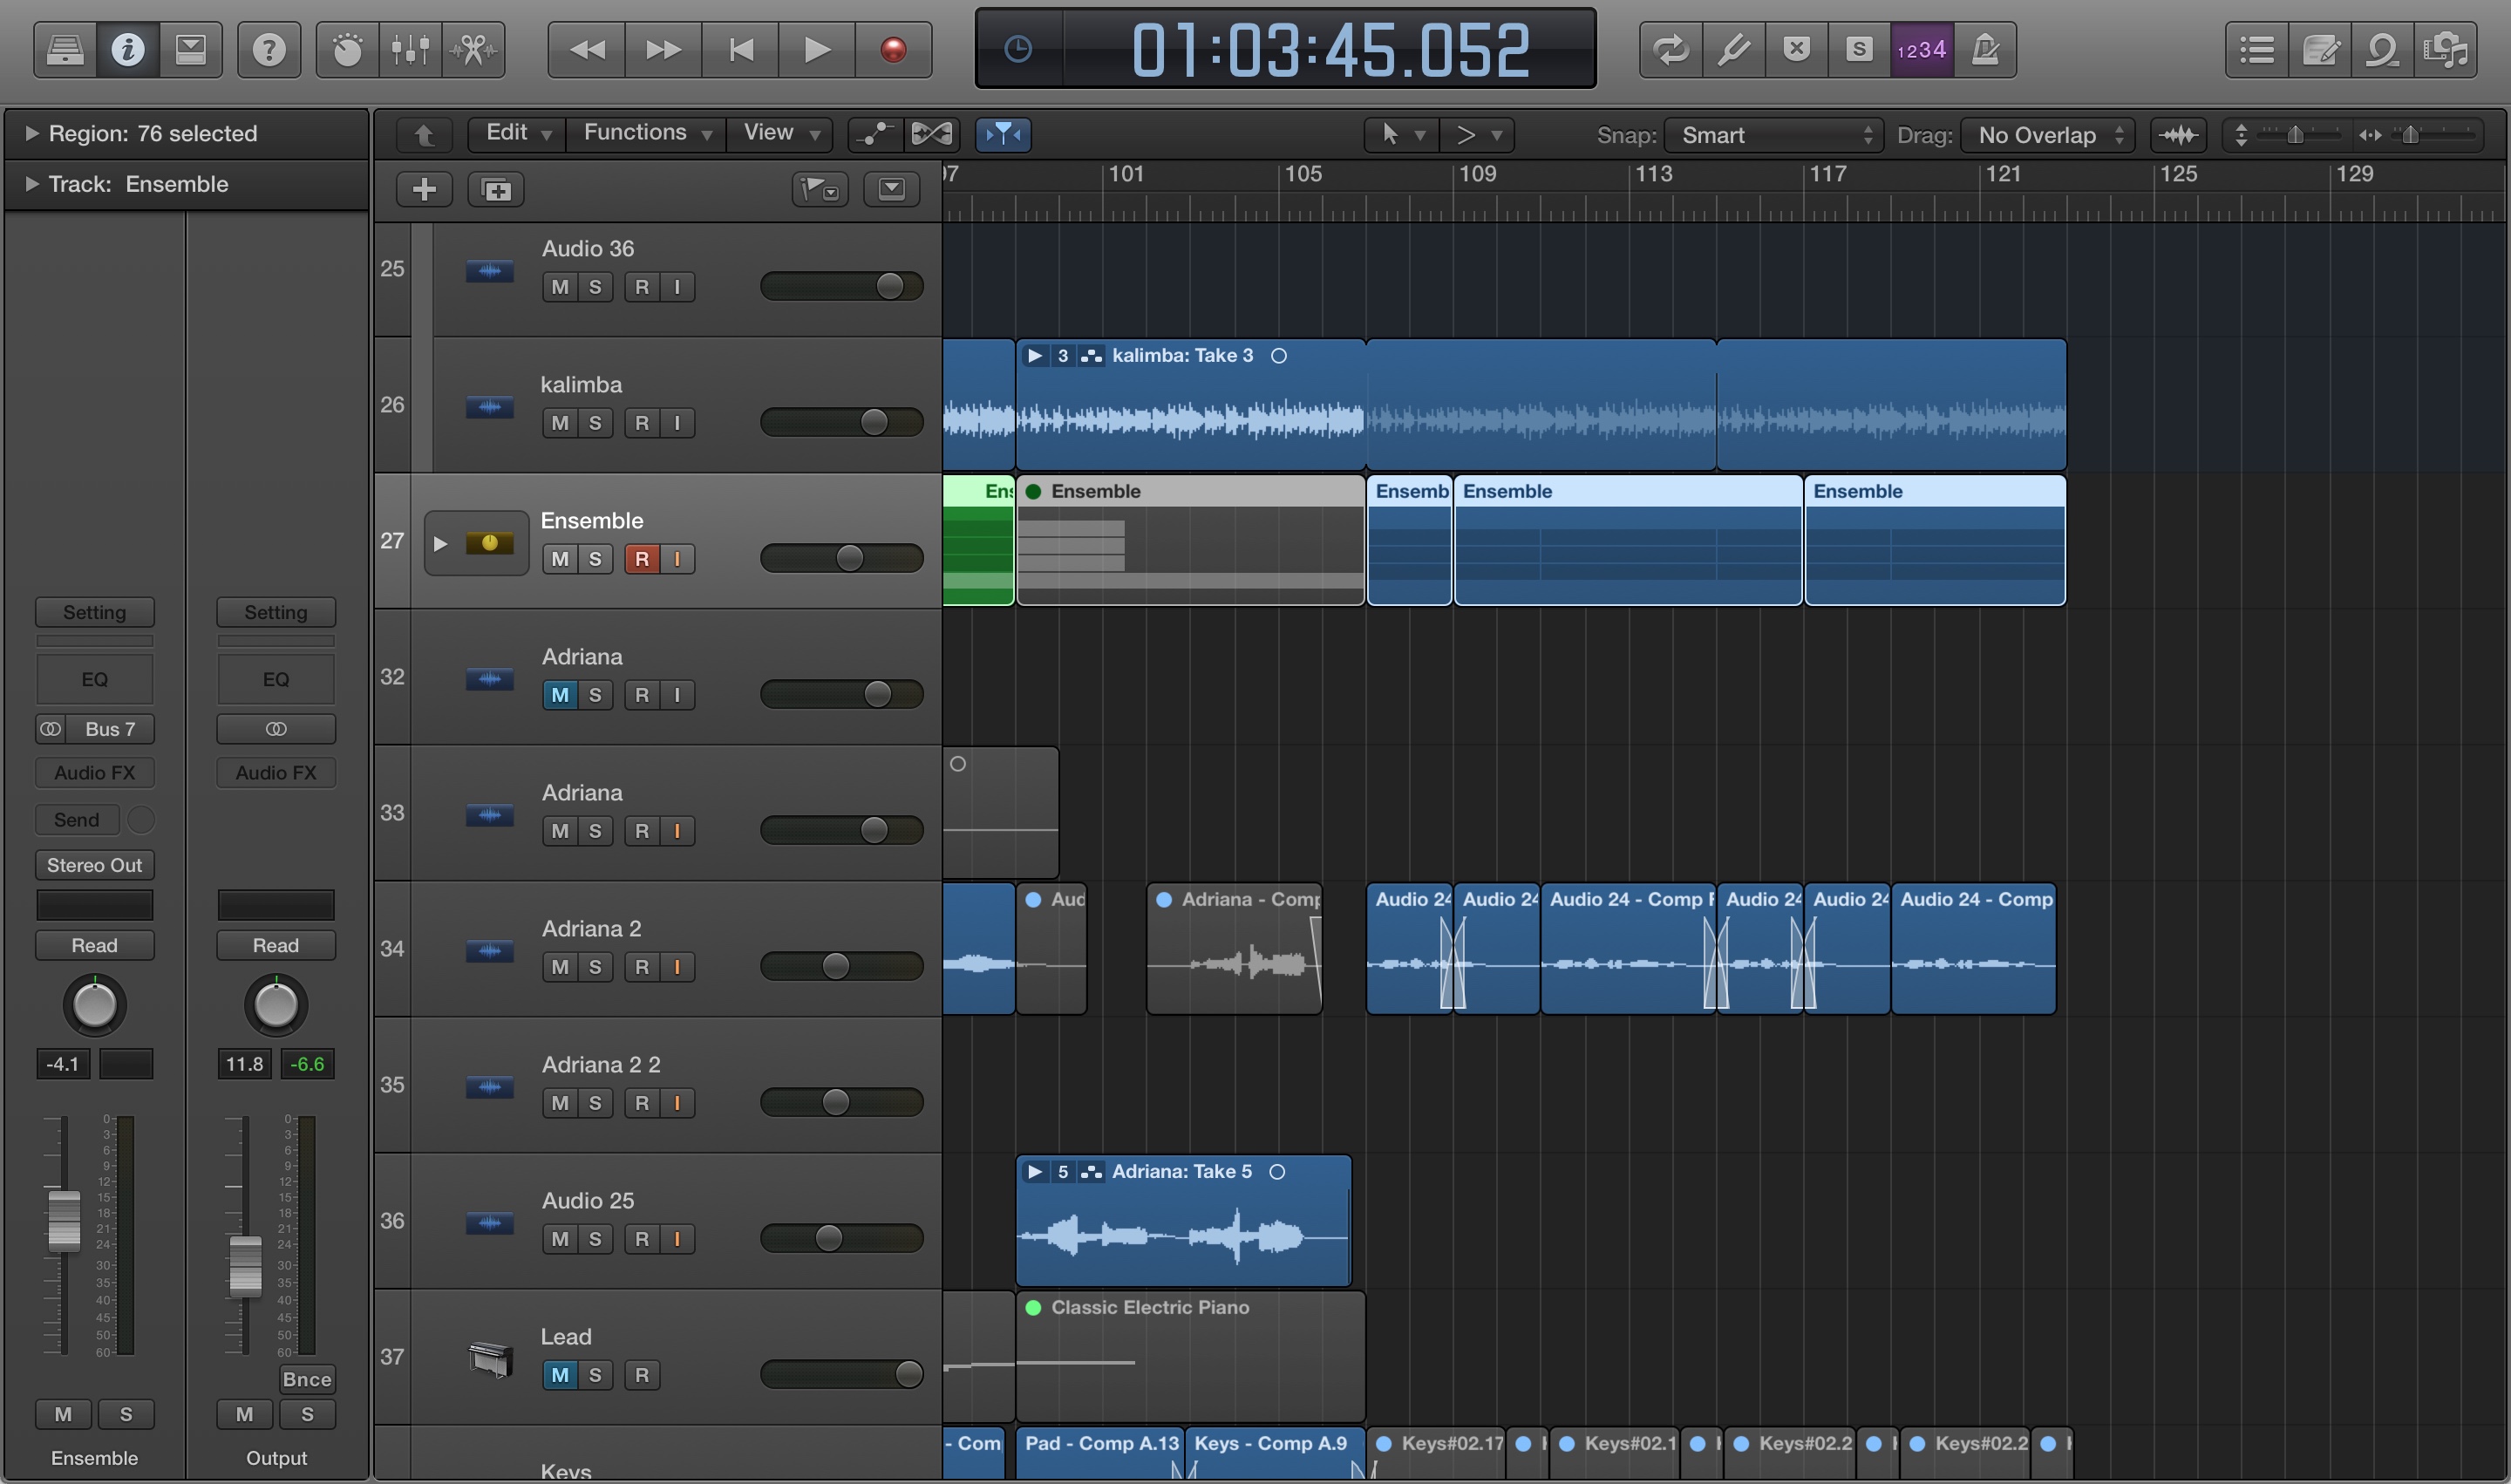 01:03:45.052
S
1234
Region: 76 selected
Edit
Functions
View
Snap: Smart
Drag: No Overlap
Track: Ensemble
101
105
109
113
117
121
125
129
25
Audio 36
M S R I
26
kalimba
M S R I
3
kalimba: Take 3
27
Ensemble
M S R I
Ensemble
Ensemb
Ensemble
Ensemble
32
Adriana
M S R I
33
Adriana
M S R I
34
Adriana 2
M S R I
Aud
Adriana - Comp
Audio 24
Audio 24
Audio 24 - Comp
Audio 24
Audio 24
Audio 24 - Comp
35
Adriana 2 2
M S R I
36
Audio 25
M S R I
5
Adriana: Take 5
37
Lead
M S R
Classic Electric Piano
Keys
- Com
Pad - Comp A.13
Keys - Comp A.9
Keys#02.17
Keys#02.1
Keys#02.2
Keys#02.2
Setting
Setting
EQ
EQ
Bus 7
Audio FX
Audio FX
Send
Stereo Out
Read
Read
-4.1
11.8
-6.6
0
3
6
9
12
15
18
21
24
30
35
40
45
50
60
0
3
6
9
12
15
18
21
24
30
35
40
45
50
60
Bnce
M S
M S
Ensemble
Output